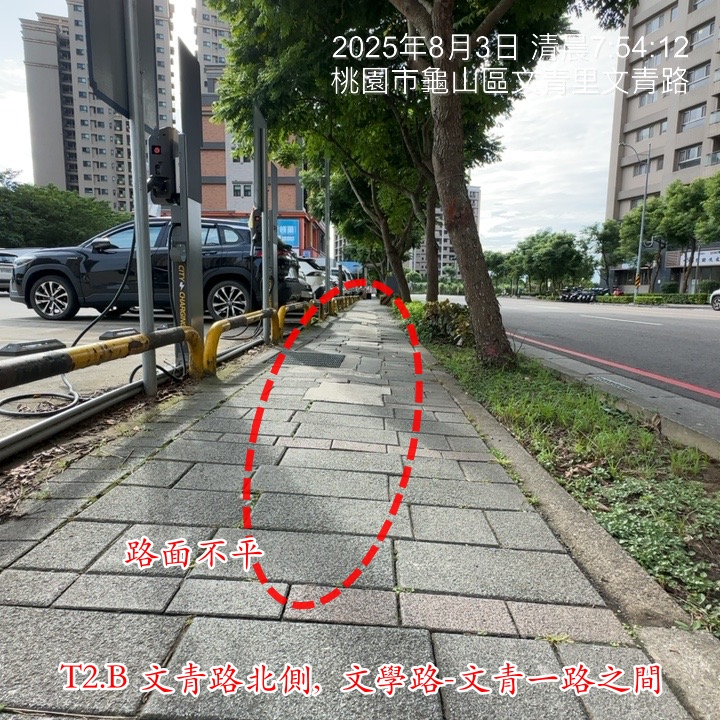 2025年8月3日 清晨7:54:12
桃園市龜山區文青里文青路
CITY CHARGING
路面不平
T2.B 文青路北側, 文學路-文青一路之間